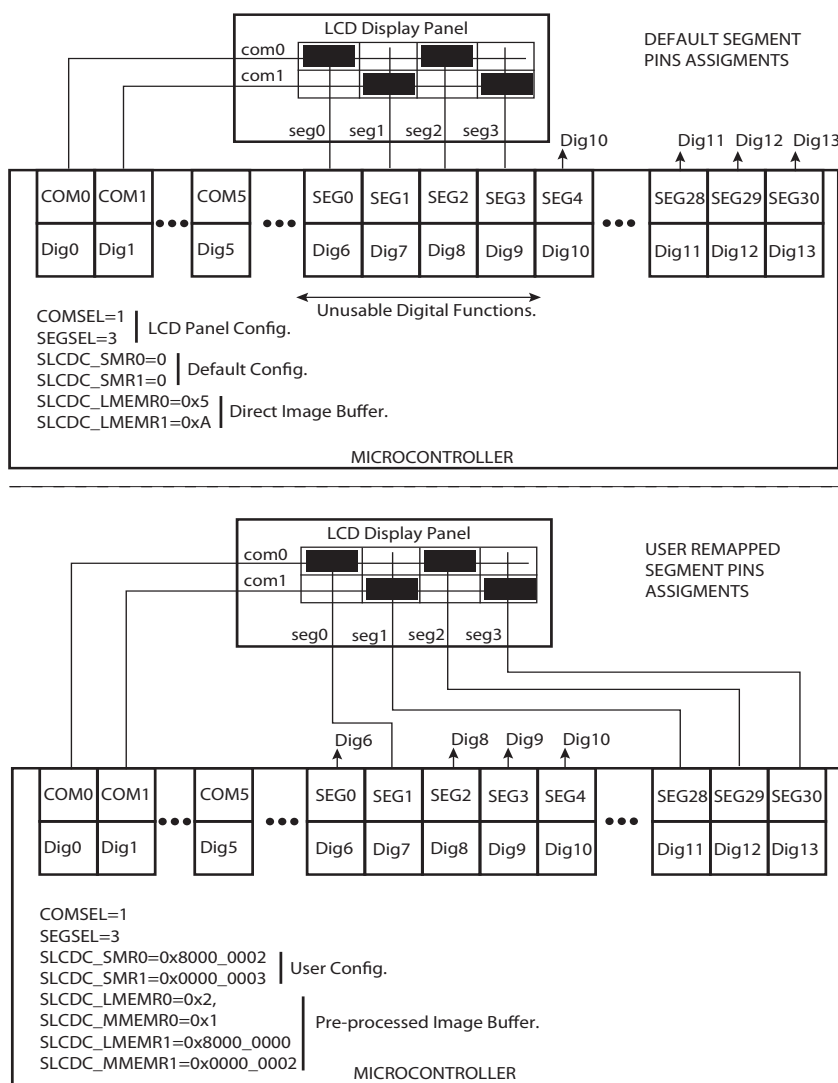 LCD Display Panel
DEFAULT SEGMENT
PINS ASSIGMENTS
com0
com1
seg0 seg1 seg2 seg3
Dig10 Dig11 Dig12 Dig13
COM0 COM1 COM5 SEG0 SEG1 SEG2 SEG3 SEG4 SEG28 SEG29 SEG30
Dig0 Dig1 Dig5 Dig6 Dig7 Dig8 Dig9 Dig10 Dig11 Dig12 Dig13
Unusable Digital Functions.
COMSEL=1
SEGSEL=3
LCD Panel Config.
SLCDC_SMR0=0
SLCDC_SMR1=0
Default Config.
SLCDC_LMEMR0=0x5
SLCDC_LMEMR1=0xA
Direct Image Buffer.
MICROCONTROLLER
LCD Display Panel
USER REMAPPED
SEGMENT PINS
ASSIGMENTS
com0
com1
seg0 seg1 seg2 seg3
Dig6 Dig8 Dig9 Dig10
COM0 COM1 COM5 SEG0 SEG1 SEG2 SEG3 SEG4 SEG28 SEG29 SEG30
Dig0 Dig1 Dig5 Dig6 Dig7 Dig8 Dig9 Dig10 Dig11 Dig12 Dig13
COMSEL=1
SEGSEL=3
SLCDC_SMR0=0x8000_0002
SLCDC_SMR1=0x0000_0003
User Config.
SLCDC_LMEMR0=0x2,
SLCDC_MMEMR0=0x1
SLCDC_LMEMR1=0x8000_0000
SLCDC_MMEMR1=0x0000_0002
Pre-processed Image Buffer.
MICROCONTROLLER